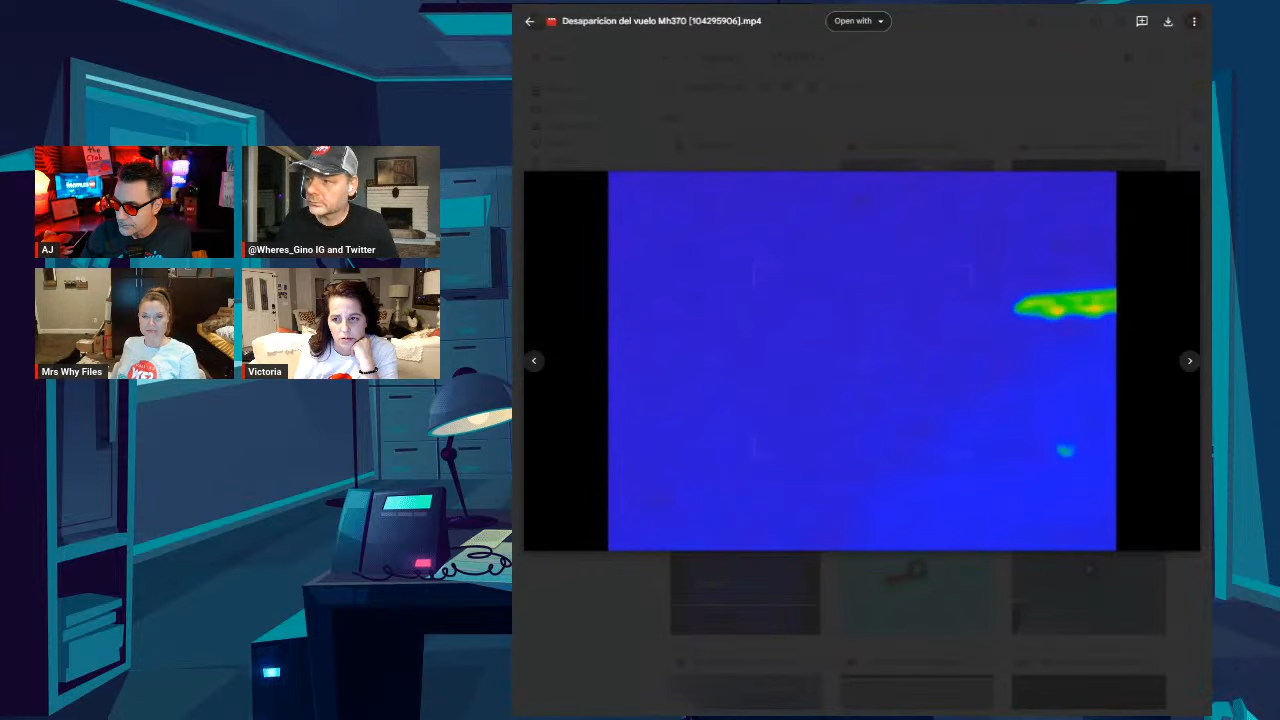 Desaparicion del vuelo Mh370 [104295906].mp4
Open with
AJ
@Wheres_Gino IG and Twitter
Mrs Why Files
Victoria